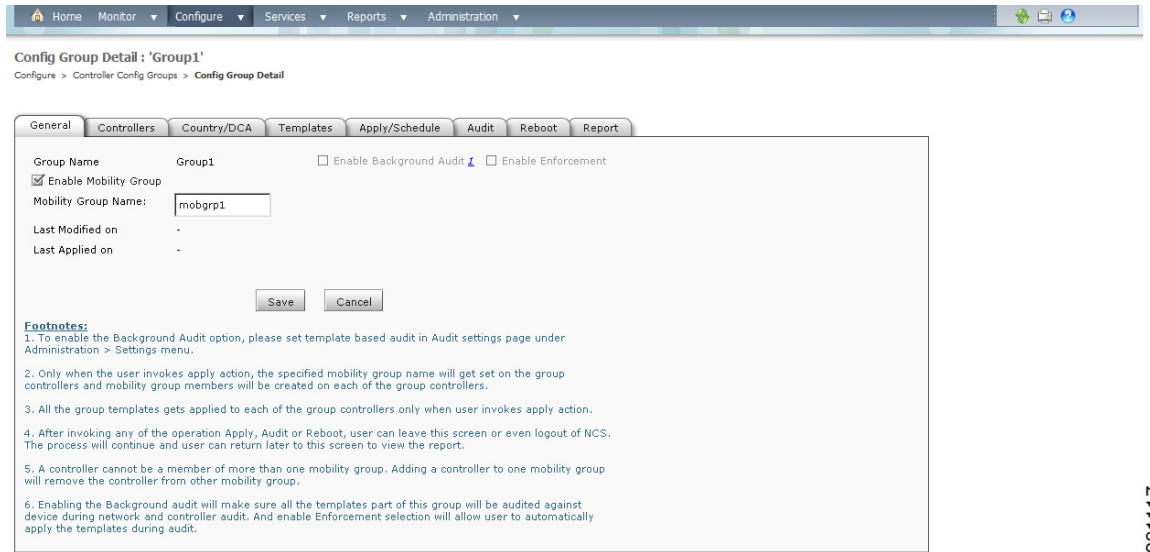 Home Monitor Configure Services Reports Administration
Config Group Detail : 'Group1'
Configure > Controller Config Groups > Config Group Detail
General Controllers Country/DCA Templates Apply/Schedule Audit Reboot Report
Group Name Group1 Enable Background Audit 1 Enable Enforcement
Enable Mobility Group
Mobility Group Name: mobgrp1
Last Modified on -
Last Applied on -
Save Cancel
Footnotes:
1. To enable the Background Audit option, please set template based audit in Audit settings page under
Administration > Settings menu.
2. Only when the user invokes apply action, the specified mobility group name will get set on the group
controllers and mobility group members will be created on each of the group controllers.
3. All the group templates gets applied to each of the group controllers only when user invokes apply action.
4. After invoking any of the operation Apply, Audit or Reboot, user can leave this screen or even logout of NCS.
The process will continue and user can return later to this screen to view the report.
5. A controller cannot be a member of more than one mobility group. Adding a controller to one mobility group
will remove the controller from other mobility group.
6. Enabling the Background audit will make sure all the templates part of this group will be audited against
device during network and controller audit. And enable Enforcement selection will allow user to automatically
apply the templates during audit.